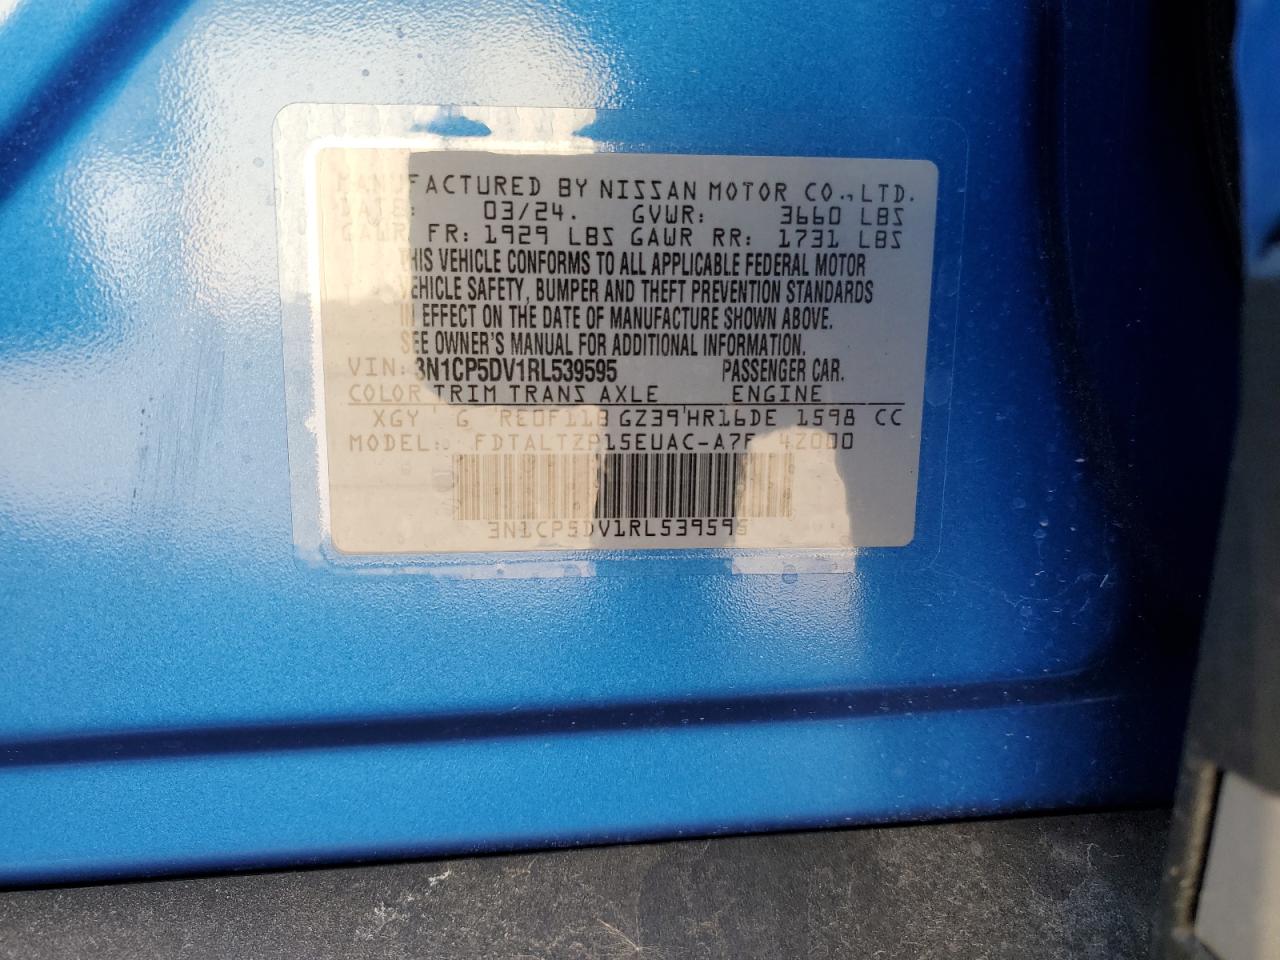 MANUFACTURED BY NISSAN MOTOR CO., LTD.
DATE: 03/24. GVWR: 3660 LBS
GAWR FR: 1929 LBS GAWR RR: 1731 LBS
THIS VEHICLE CONFORMS TO ALL APPLICABLE FEDERAL MOTOR
VEHICLE SAFETY, BUMPER AND THEFT PREVENTION STANDARDS
IN EFFECT ON THE DATE OF MANUFACTURE SHOWN ABOVE.
SEE OWNER'S MANUAL FOR ADDITIONAL INFORMATION.
VIN: 3N1CP5DV1RL539595 PASSENGER CAR.
COLOR TRIM TRANS AXLE ENGINE
XGY G RE0F11B GZ39 HR16DE 1598 CC
MODEL: FDTALTZP15EUAC-A7F 4Z000
3N1CP5DV1RL539595